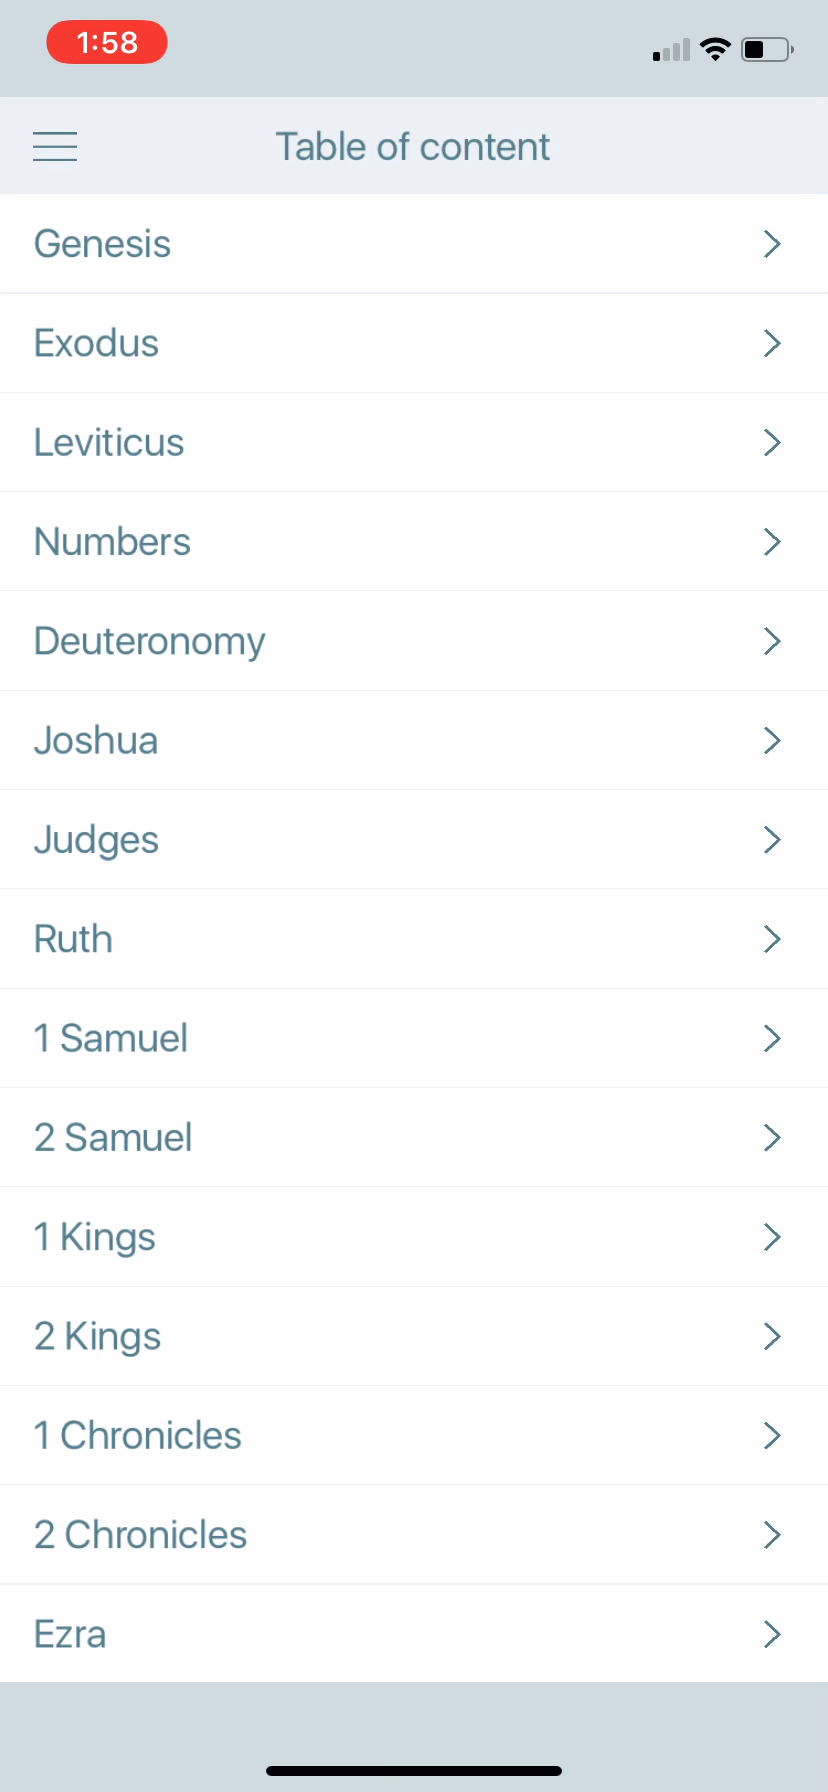 1:58
Table of content
Genesis
Exodus
Leviticus
Numbers
Deuteronomy
Joshua
Judges
Ruth
1 Samuel
2 Samuel
1 Kings
2 Kings
1 Chronicles
2 Chronicles
Ezra